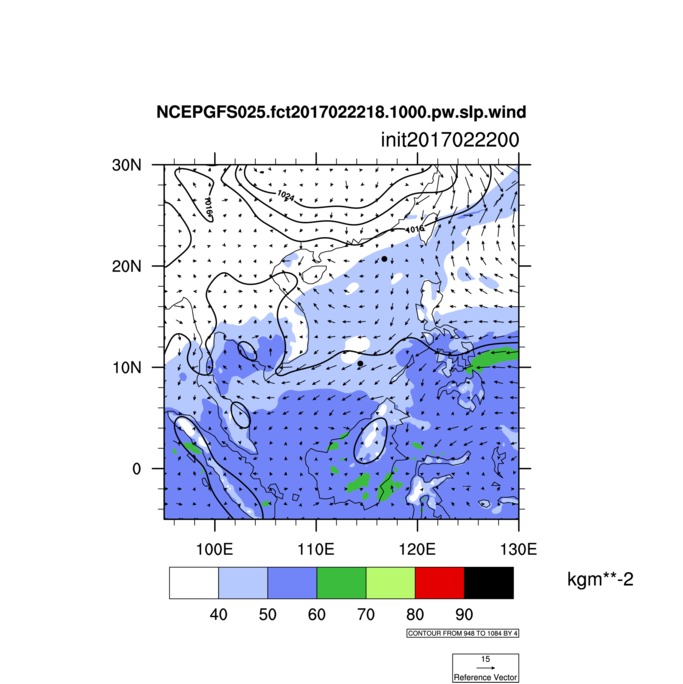 NCEPGFS025.fct2017022218.1000.pw.slp.wind
init2017022200
30N
1024
1016
1016
20N
10N
0
100E 110E 120E 130E
kgm**-2
40 50 60 70 80 90
CONTOUR FROM 948 TO 1084 BY 4
15
Reference Vector